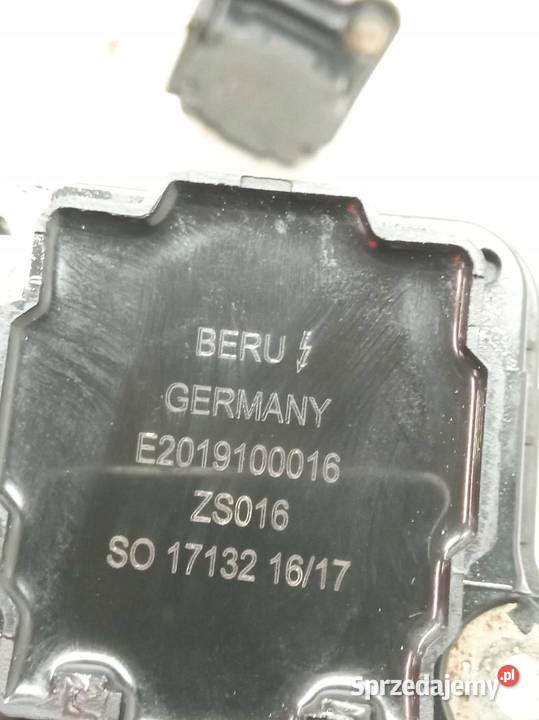 BERU
GERMANY
E2019100016
ZS016
SO 17132 16/17
Sprzedajemy.pl